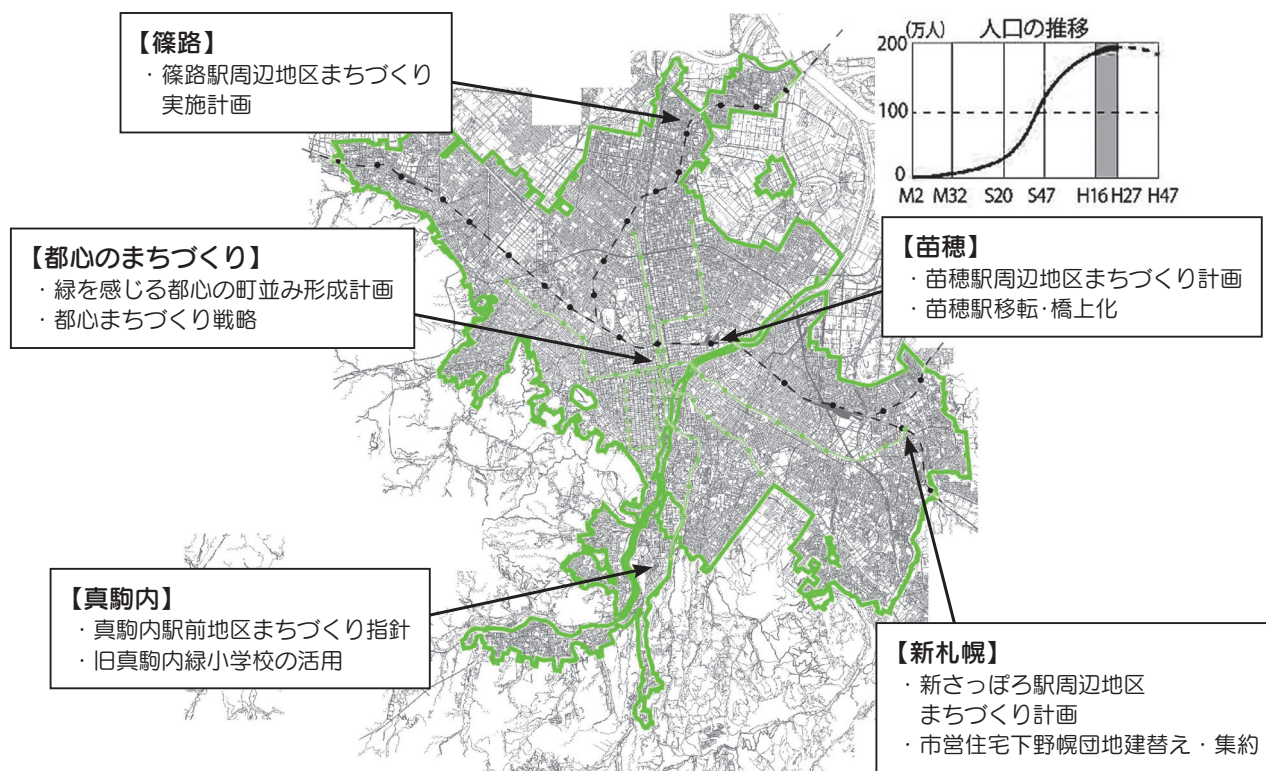 【篠路】
・篠路駅周辺地区まちづくり
実施計画
(万人)
人口の推移
200
100
0
M2 M32 S20 S47 H16 H27 H47
【都心のまちづくり】
・緑を感じる都心の町並み形成計画
・都心まちづくり戦略
【苗穂】
・苗穂駅周辺地区まちづくり計画
・苗穂駅移転・橋上化
【真駒内】
・真駒内駅前地区まちづくり指針
・旧真駒内緑小学校の活用
【新札幌】
・新さっぽろ駅周辺地区
まちづくり計画
・市営住宅下野幌団地建替え・集約